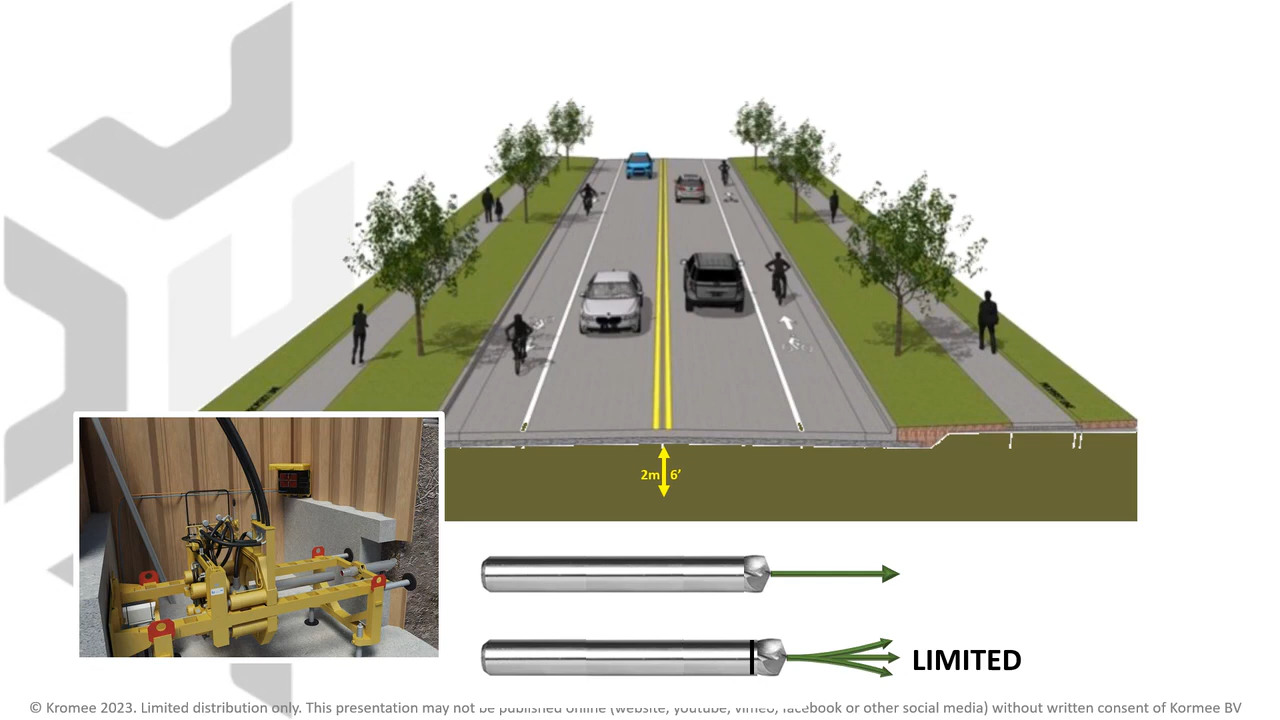 2m 6’
LIMITED
© Kromee 2023. Limited distribution only. This presentation may not be published online (website, youtube, vimeo, facebook or other social media) without written consent of Kormee BV